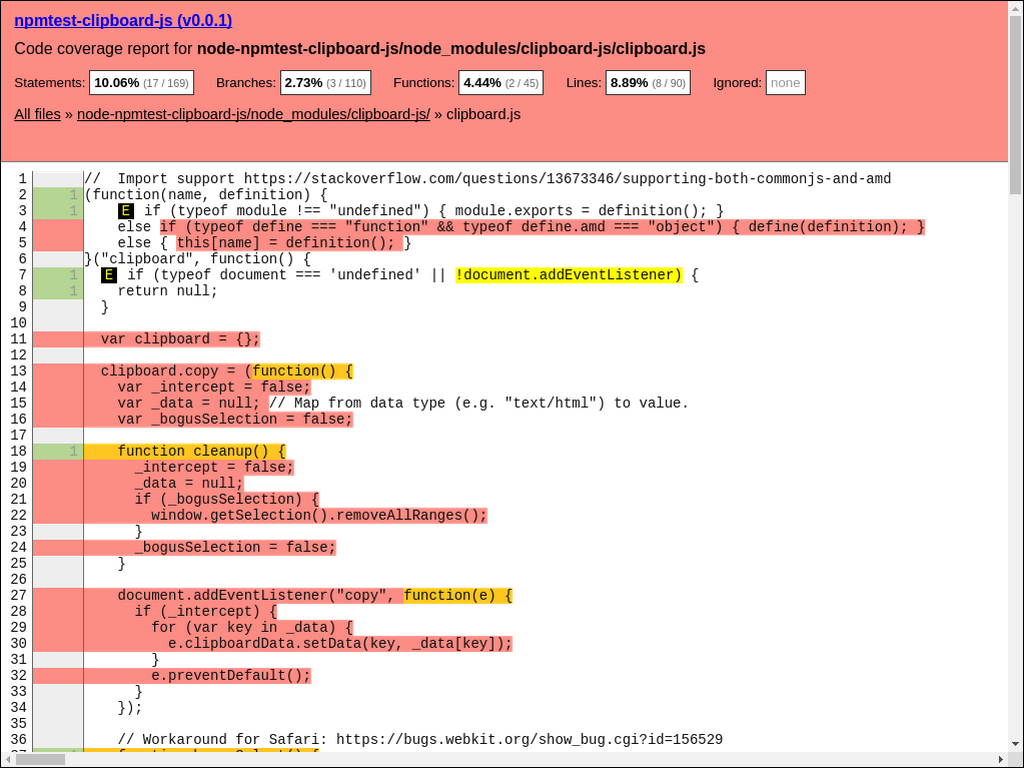 npmtest-clipboard-js (v0.0.1)
Code coverage report for node-npmtest-clipboard-js/node_modules/clipboard-js/clipboard.js
Statements: 10.06% (17 / 169) Branches: 2.73% (3 / 110) Functions: 4.44% (2 / 45) Lines: 8.89% (8 / 90) Ignored: none
All files » node-npmtest-clipboard-js/node_modules/clipboard-js/ » clipboard.js
1 //  Import support https://stackoverflow.com/questions/13673346/supporting-both-commonjs-and-amd
2 1 (function(name, definition) {
3 1 E if (typeof module !== "undefined") { module.exports = definition(); }
4 else if (typeof define === "function" && typeof define.amd === "object") { define(definition); }
5 else { this[name] = definition(); }
6 }("clipboard", function() {
7 1 E if (typeof document === 'undefined' || !document.addEventListener) {
8 1 return null;
9 }
10
11 var clipboard = {};
12
13 clipboard.copy = (function() {
14 var _intercept = false;
15 var _data = null; // Map from data type (e.g. "text/html") to value.
16 var _bogusSelection = false;
17
18 1 function cleanup() {
19 _intercept = false;
20 _data = null;
21 if (_bogusSelection) {
22 window.getSelection().removeAllRanges();
23 }
24 _bogusSelection = false;
25 }
26
27 document.addEventListener("copy", function(e) {
28 if (_intercept) {
29 for (var key in _data) {
30 e.clipboardData.setData(key, _data[key]);
31 }
32 e.preventDefault();
33 }
34 });
35
36 // Workaround for Safari: https://bugs.webkit.org/show_bug.cgi?id=156529